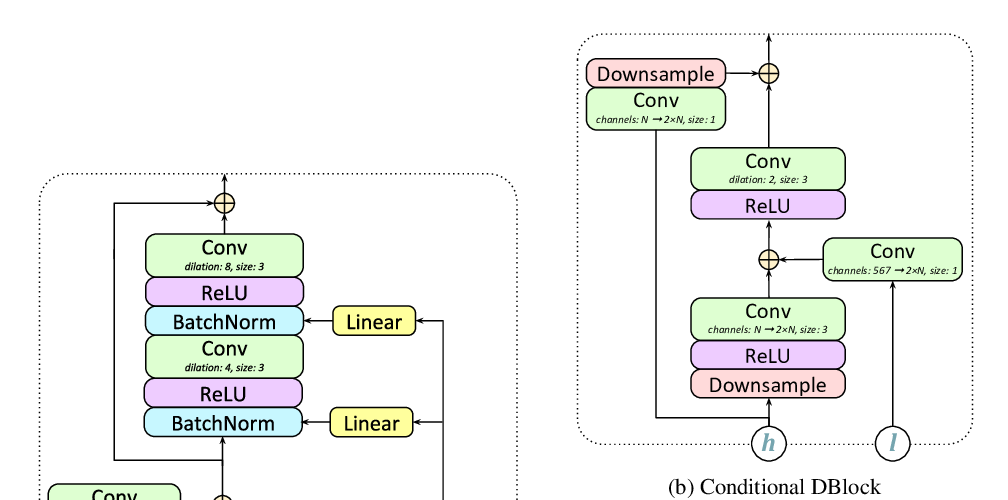 Conv
dilation: 8, size: 3
ReLU
BatchNorm
Linear
Conv
dilation: 4, size: 3
ReLU
BatchNorm
Linear
Conv
Downsample
Conv
channels: N → 2×N, size: 1
Conv
dilation: 2, size: 3
ReLU
Conv
channels: 567 → 2×N, size: 1
Conv
channels: N → 2×N, size: 3
ReLU
Downsample
h
l
(b) Conditional DBlock